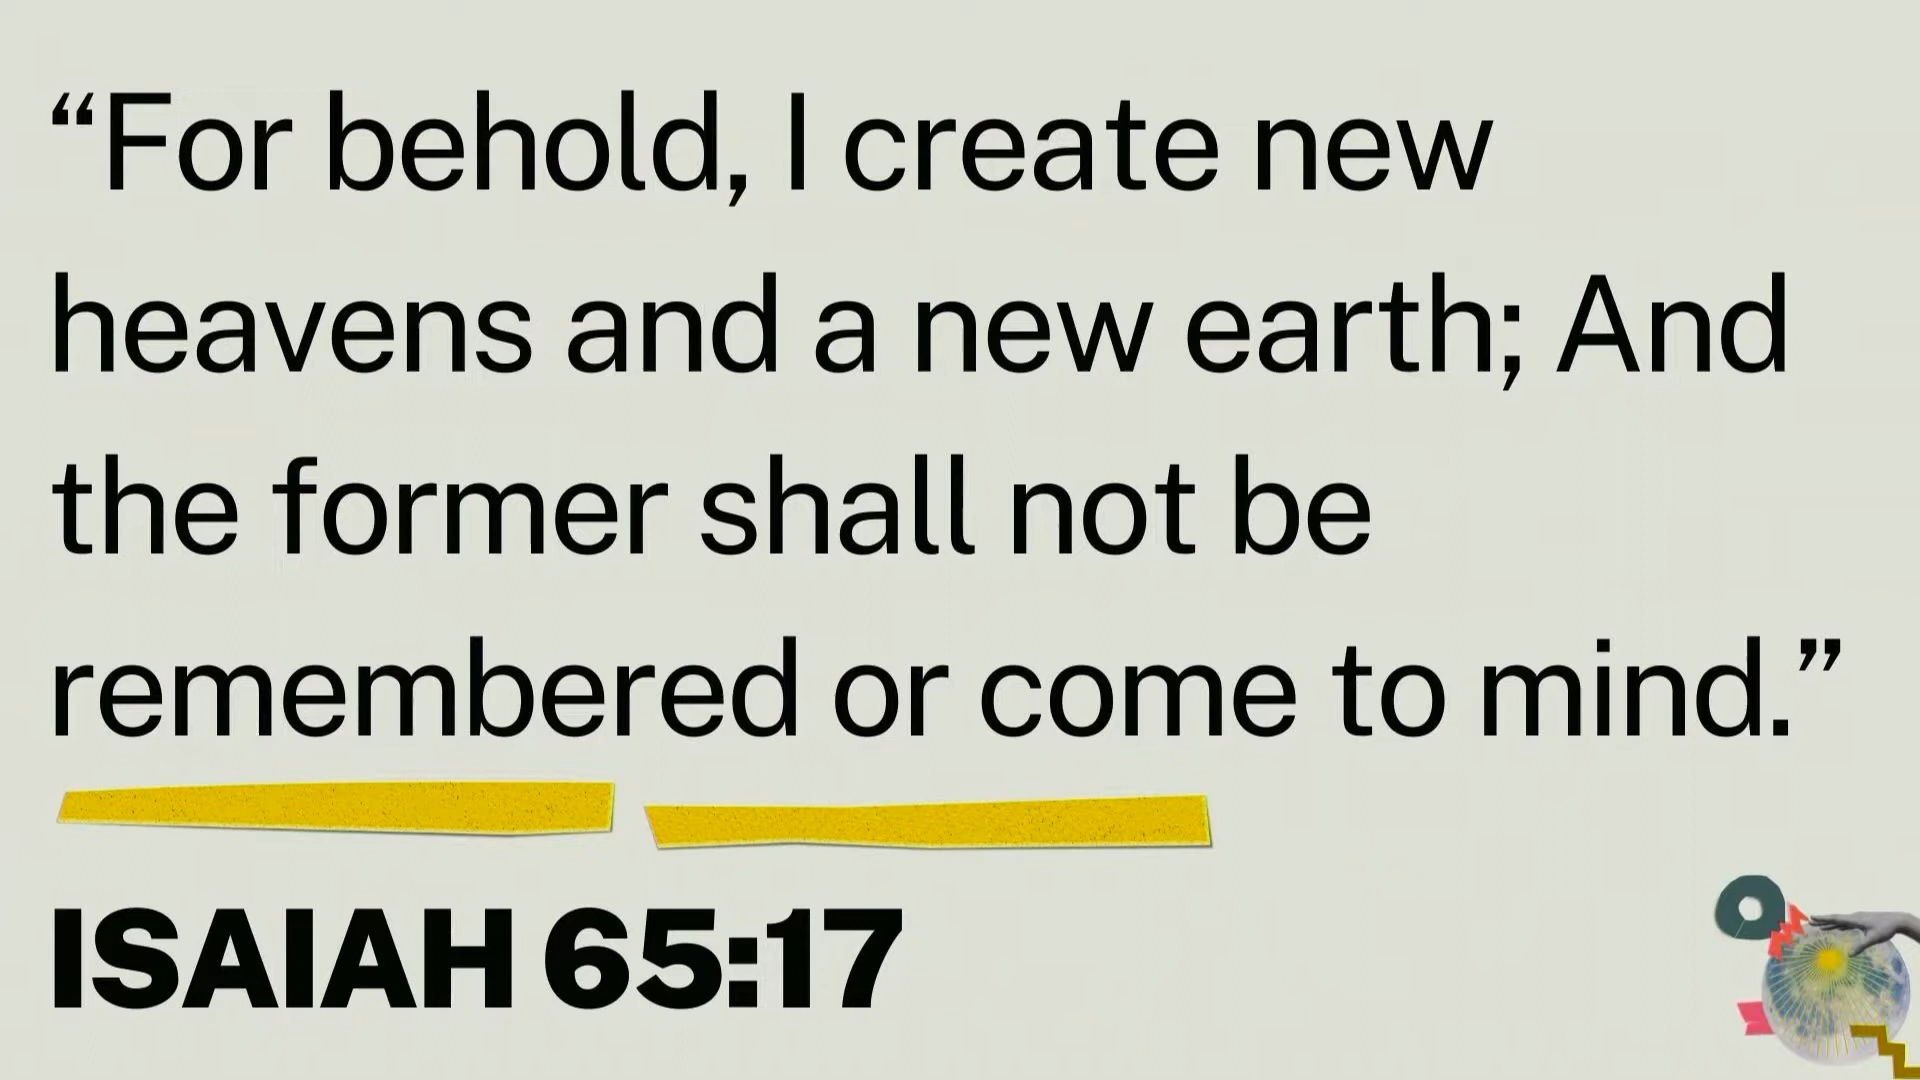 “For behold, I create new
heavens and a new earth; And
the former shall not be
remembered or come to mind.”
ISAIAH 65:17